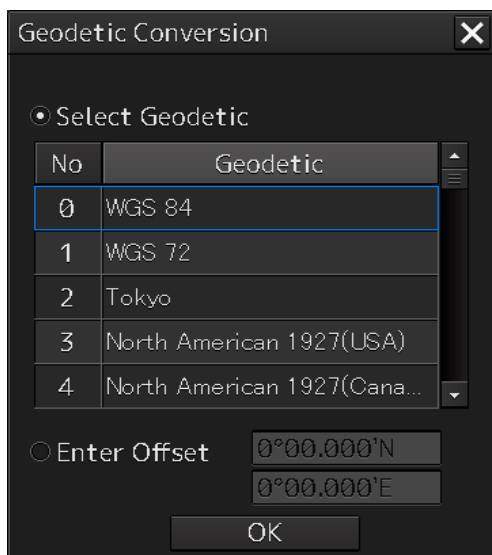 Geodetic Conversion
Select Geodetic
No Geodetic
0 WGS 84
1 WGS 72
2 Tokyo
3 North American 1927(USA)
4 North American 1927(Cana...
Enter Offset 0°00.000'N
0°00.000'E
OK